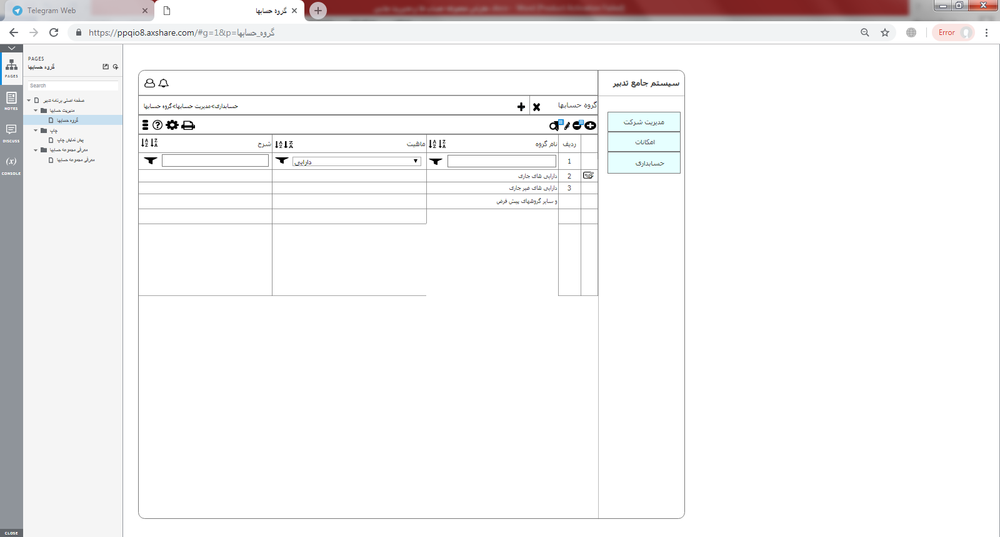 Telegram Web
گروه حسابها
https://ppqio8.axshare.com/#g=1&p=گروه_حسابها
Error
PAGES
NOTES
DISCUSS
(x)
CONSOLE
CLOSE
PAGES
گروه حسابها
Search
صفحه اصلی برنامه تدبیر
مدیریت حسابها
گروه حسابها
چاپ
پیش نمایش چاپ
معرفی مجموعه حسابها
معرفی مجموعه حسابها
سیستم جامع تدبیر
مدیریت شرکت
امکانات
حسابداری
گروه حسابها
حسابداری>مدیریت حسابها>گروه حسابها
ردیف نام گروه ماهیت شرح
1 دارایی
2 دارایی های جاری
3 دارایی های غیر جاری
و سایر گروههای پیش فرض